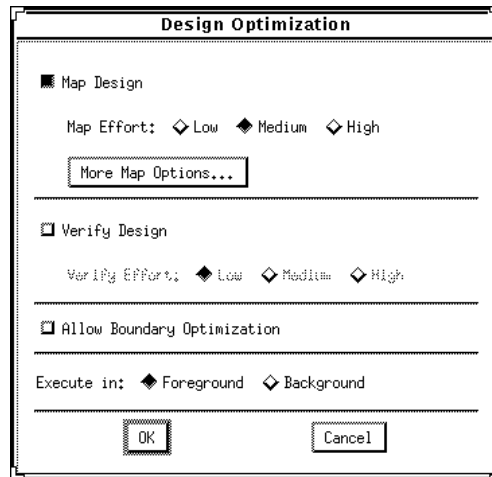 Design Optimization
Map Design
Map Effort: Low Medium High
More Map Options...
Verify Design
Verify Effort: Low Medium High
Allow Boundary Optimization
Execute in: Foreground Background
OK Cancel